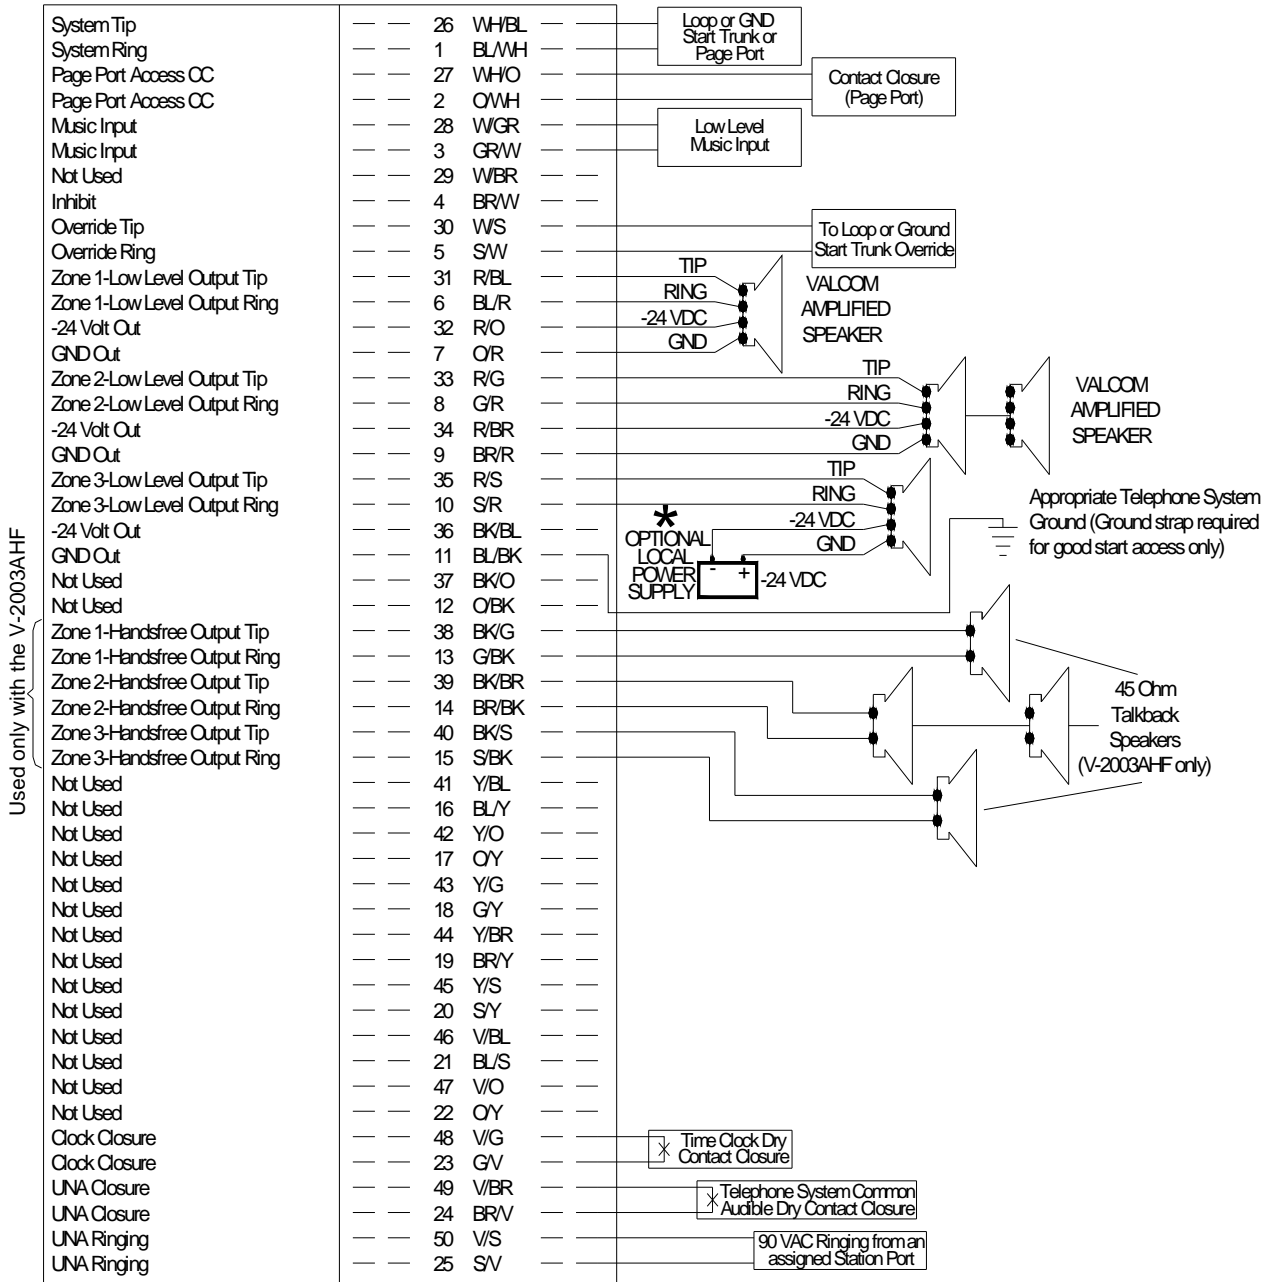 System Tip 26 WH/BL
System Ring 1 BL/WH
Page Port Access CC 27 WH/O
Page Port Access CC 2 O/WH
Music Input 28 W/GR
Music Input 3 GR/W
Not Used 29 W/BR
Inhibit 4 BR/W
Override Tip 30 W/S
Override Ring 5 S/W
Zone 1-Low Level Output Tip 31 R/BL
Zone 1-Low Level Output Ring 6 BL/R
-24 Volt Out 32 R/O
GND Out 7 O/R
Zone 2-Low Level Output Tip 33 R/G
Zone 2-Low Level Output Ring 8 G/R
-24 Volt Out 34 R/BR
GND Out 9 BR/R
Zone 3-Low Level Output Tip 35 R/S
Zone 3-Low Level Output Ring 10 S/R
-24 Volt Out 36 BK/BL
GND Out 11 BL/BK
Not Used 37 BK/O
Not Used 12 O/BK
Zone 1-Handsfree Output Tip 38 BK/G
Zone 1-Handsfree Output Ring 13 G/BK
Zone 2-Handsfree Output Tip 39 BK/BR
Zone 2-Handsfree Output Ring 14 BR/BK
Zone 3-Handsfree Output Tip 40 BK/S
Zone 3-Handsfree Output Ring 15 S/BK
Not Used 41 Y/BL
Not Used 16 BL/Y
Not Used 42 Y/O
Not Used 17 O/Y
Not Used 43 Y/G
Not Used 18 G/Y
Not Used 44 Y/BR
Not Used 19 BR/Y
Not Used 45 Y/S
Not Used 20 S/Y
Not Used 46 V/BL
Not Used 21 BL/S
Not Used 47 V/O
Not Used 22 O/Y
Clock Closure 48 V/G
Clock Closure 23 G/V
UNA Closure 49 V/BR
UNA Closure 24 BR/V
UNA Ringing 50 V/S
UNA Ringing 25 S/V
Used only with the V-2003AHF
Loop or GND
Start Trunk or
Page Port
Contact Closure
(Page Port)
Low Level
Music Input
To Loop or Ground
Start Trunk Override
TIP
RING
-24 VDC
GND
VALCOM
AMPLIFIED
SPEAKER
TIP
RING
-24 VDC
GND
VALCOM
AMPLIFIED
SPEAKER
TIP
RING
-24 VDC
GND
*
OPTIONAL
LOCAL
POWER
SUPPLY
- +
-24 VDC
Appropriate Telephone System
Ground (Ground strap required
for good start access only)
45 Ohm
Talkback
Speakers
(V-2003AHF only)
Time Clock Dry
Contact Closure
Telephone System Common
Audible Dry Contact Closure
90 VAC Ringing from an
assigned Station Port